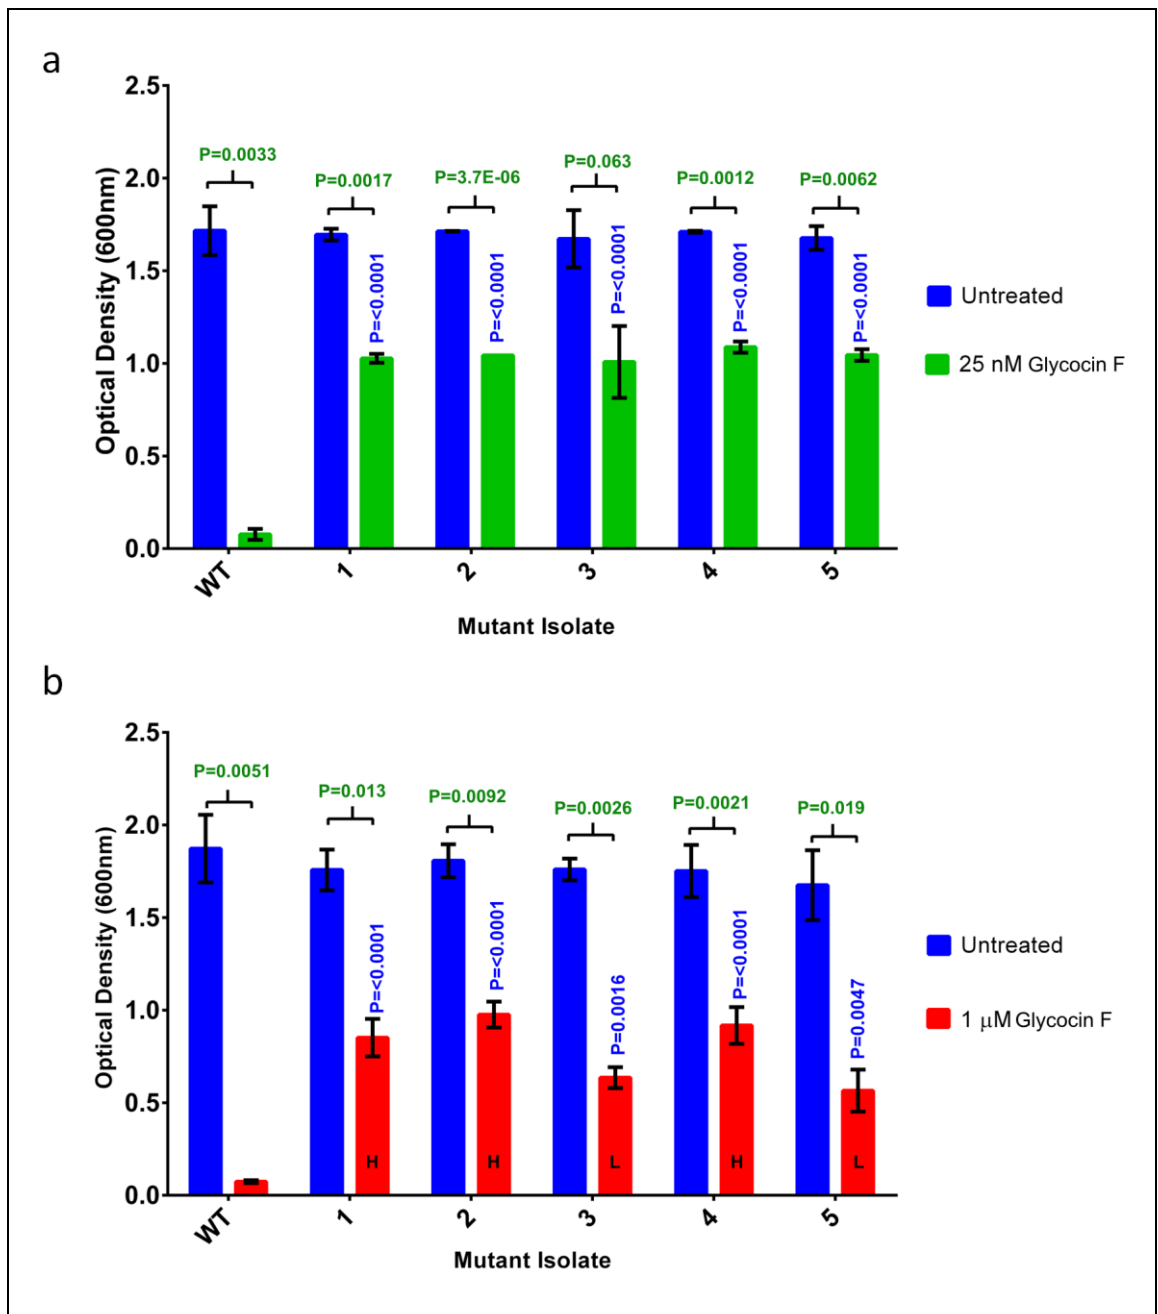 a
2.5
P=0.0033
P=0.0017
P=3.7E-06
P=0.063
P=0.0012
P=0.0062
2.0
P=<0.0001
P=<0.0001
P=<0.0001
P=<0.0001
P=<0.0001
1.5
1.0
0.5
0.0
Optical Density (600nm)
Untreated
25 nM Glycocin F
WT
1
2
3
4
5
Mutant Isolate
b
2.5
P=0.0051
P=0.013
P=0.0092
P=0.0026
P=0.0021
P=0.019
2.0
P=<0.0001
P=<0.0001
P=0.0016
P=<0.0001
P=0.0047
1.5
1.0
0.5
0.0
Optical Density (600nm)
H
H
L
H
L
Untreated
1 μM Glycocin F
WT
1
2
3
4
5
Mutant Isolate